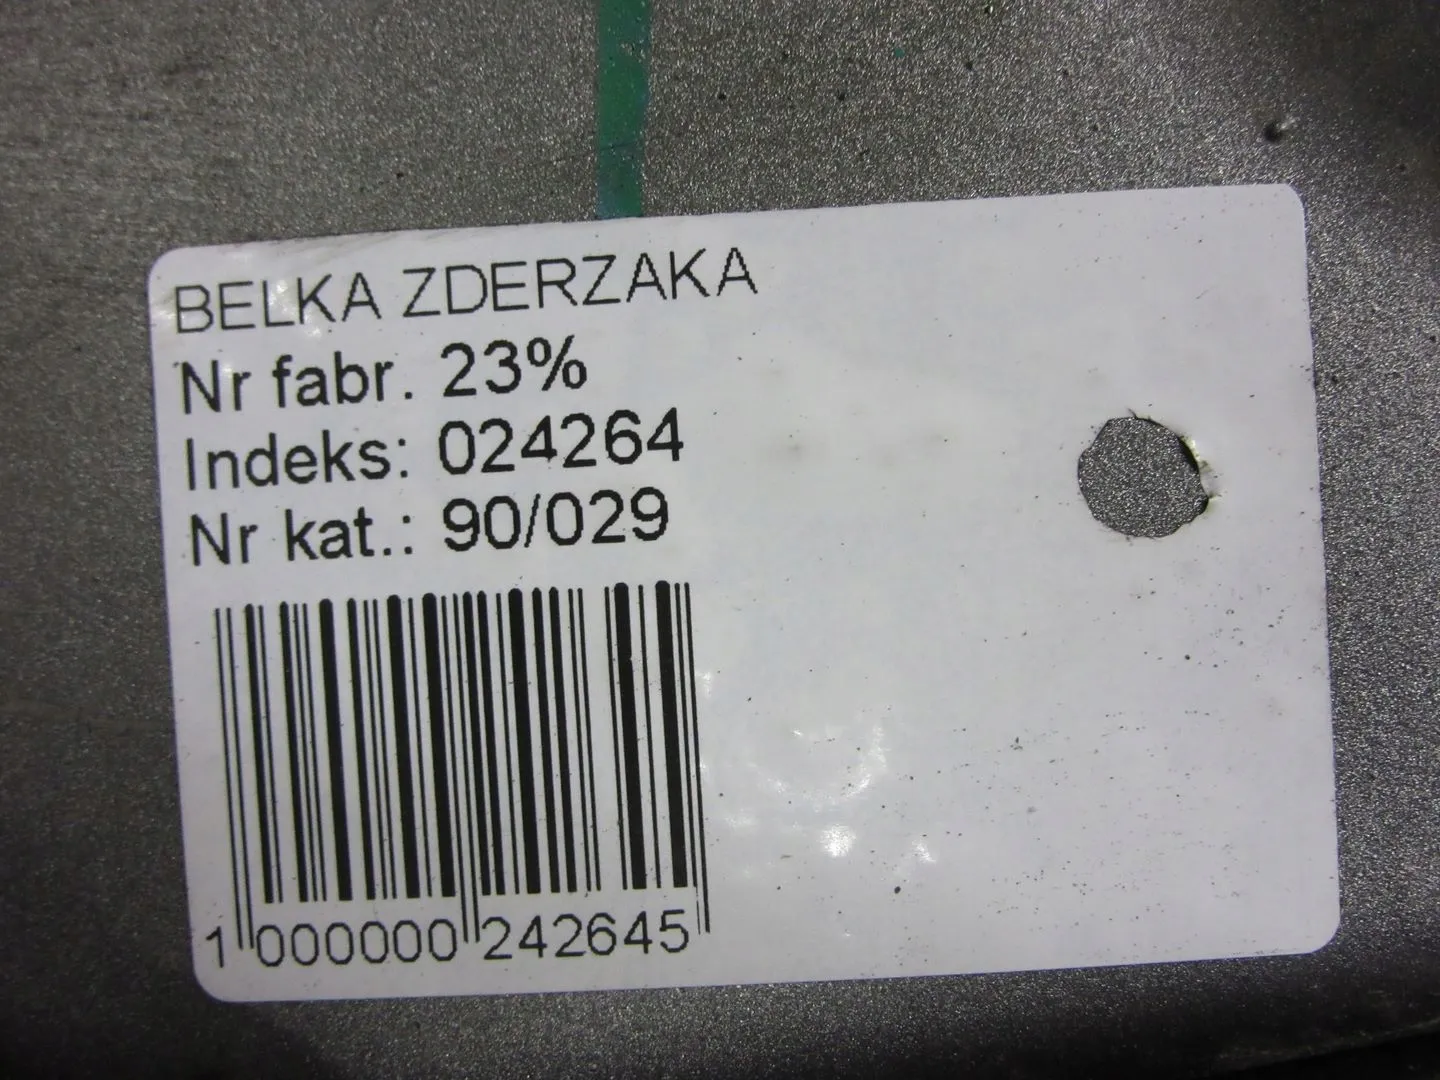 BELKA ZDERZAKA
Nr fabr. 23%
Indeks: 024264
Nr kat.: 90/029
1 000000 242645